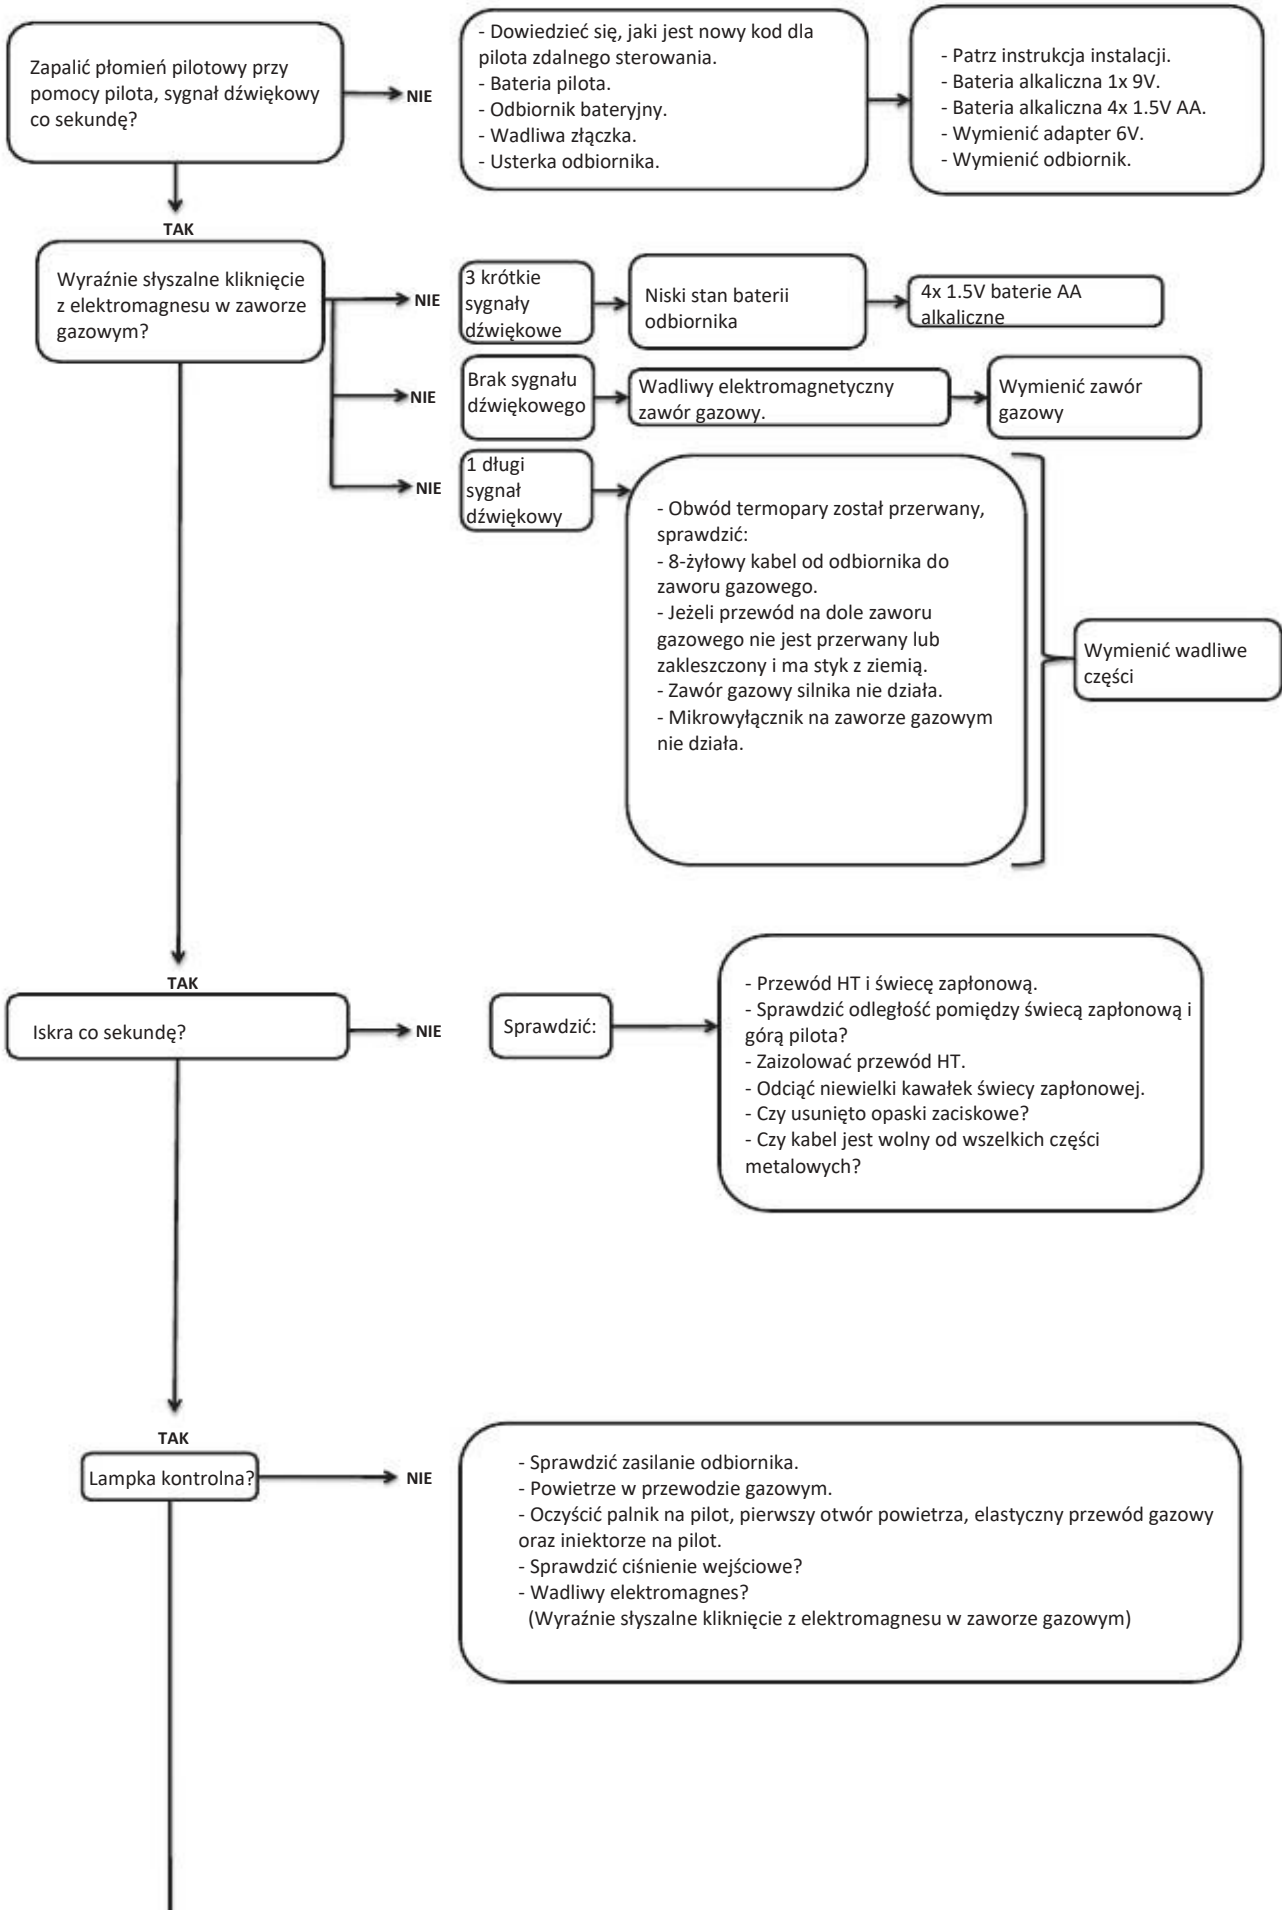 Zapalić płomień pilotowy przy
pomocy pilota, sygnał dźwiękowy
co sekundę?
NIE
- Dowiedzieć się, jaki jest nowy kod dla
pilota zdalnego sterowania.
- Bateria pilota.
- Odbiornik bateryjny.
- Wadliwa złączka.
- Usterka odbiornika.
- Patrz instrukcja instalacji.
- Bateria alkaliczna 1x 9V.
- Bateria alkaliczna 4x 1.5V AA.
- Wymienić adapter 6V.
- Wymienić odbiornik.
TAK
Wyraźnie słyszalne kliknięcie
z elektromagnesu w zaworze
gazowym?
NIE
3 krótkie
sygnały
dźwiękowe
Niski stan baterii
odbiornika
4x 1.5V baterie AA
alkaliczne
NIE
Brak sygnału
dźwiękowego
Wadliwy elektromagnetyczny
zawór gazowy.
Wymienić zawór
gazowy
NIE
1 długi
sygnał
dźwiękowy
- Obwód termopary został przerwany,
sprawdzić:
- 8-żyłowy kabel od odbiornika do
zaworu gazowego.
- Jeżeli przewód na dole zaworu
gazowego nie jest przerwany lub
zakleszczony i ma styk z ziemią.
- Zawór gazowy silnika nie działa.
- Mikrowyłącznik na zaworze gazowym
nie działa.
Wymienić wadliwe
części
TAK
Iskra co sekundę?
NIE
Sprawdzić:
- Przewód HT i świecę zapłonową.
- Sprawdzić odległość pomiędzy świecą zapłonową i
górą pilota?
- Zaizolować przewód HT.
- Odciąć niewielki kawałek świecy zapłonowej.
- Czy usunięto opaski zaciskowe?
- Czy kabel jest wolny od wszelkich części
metalowych?
TAK
Lampka kontrolna?
NIE
- Sprawdzić zasilanie odbiornika.
- Powietrze w przewodzie gazowym.
- Oczyścić palnik na pilot, pierwszy otwór powietrza, elastyczny przewód gazowy
oraz iniektorze na pilot.
- Sprawdzić ciśnienie wejściowe?
- Wadliwy elektromagnes?
(Wyraźnie słyszalne kliknięcie z elektromagnesu w zaworze gazowym)